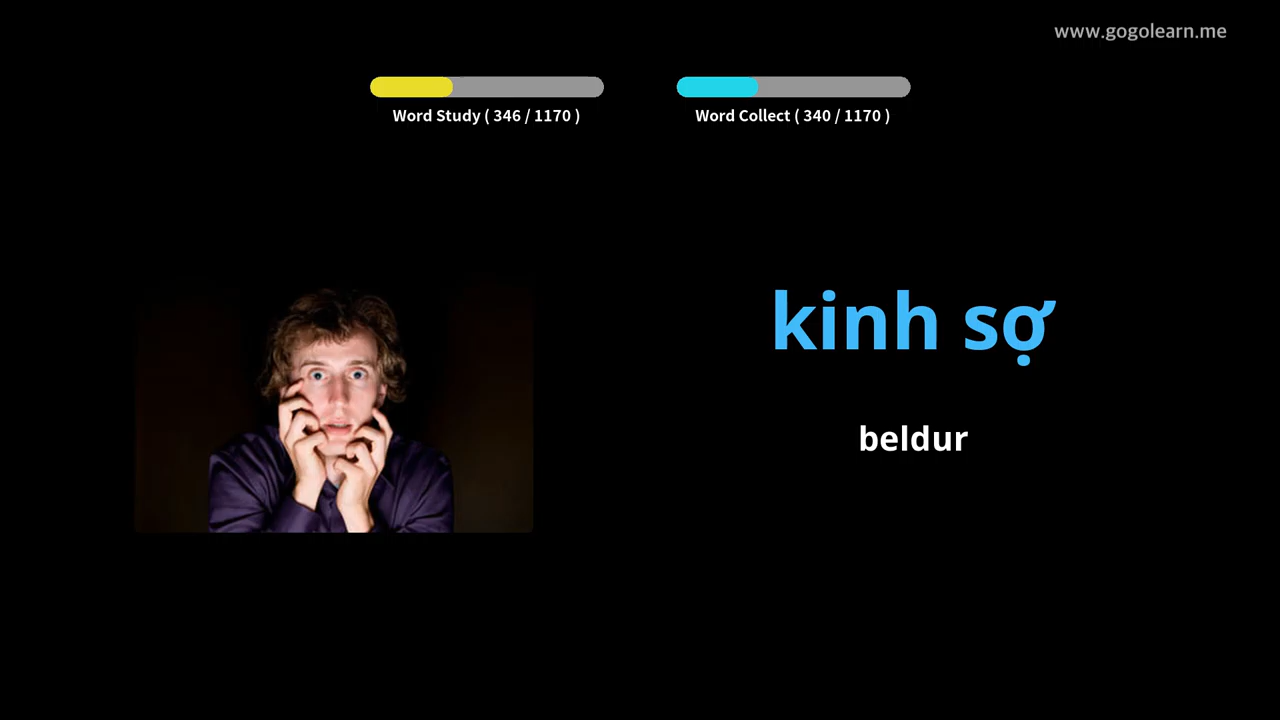 www.gogolearn.me
Word Study ( 346 / 1170 )
Word Collect ( 340 / 1170 )
kinh sợ
beldur